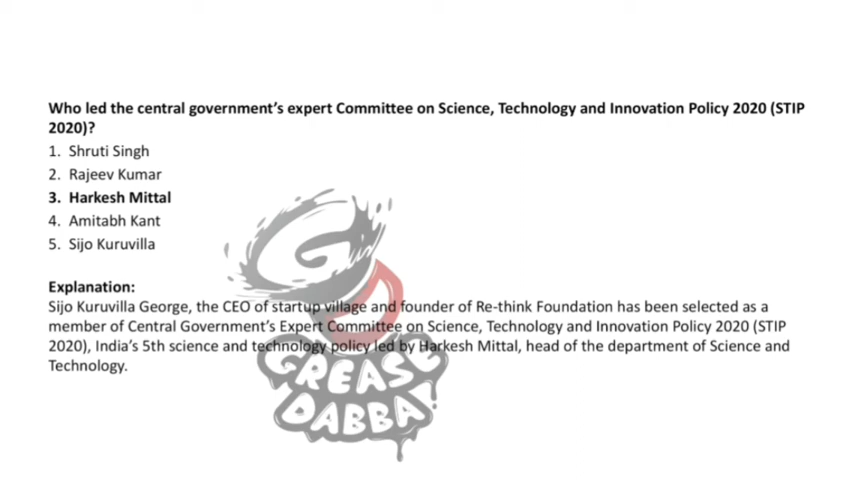 Who led the central government's expert Committee on Science, Technology and Innovation Policy 2020 (STIP
2020)?
1. Shruti Singh
2. Rajeev Kumar
3. Harkesh Mittal
4. Amitabh Kant
5. Sijo Kuruvilla
Explanation:
Sijo Kuruvilla George, the CEO of startup village and founder of Re-think Foundation has been selected as a
member of Central Government's Expert Committee on Science, Technology and Innovation Policy 2020 (STIP
2020), India's 5th science and technology policy led by Harkesh Mittal, head of the department of Science and
Technology.
GREASE
DABBA